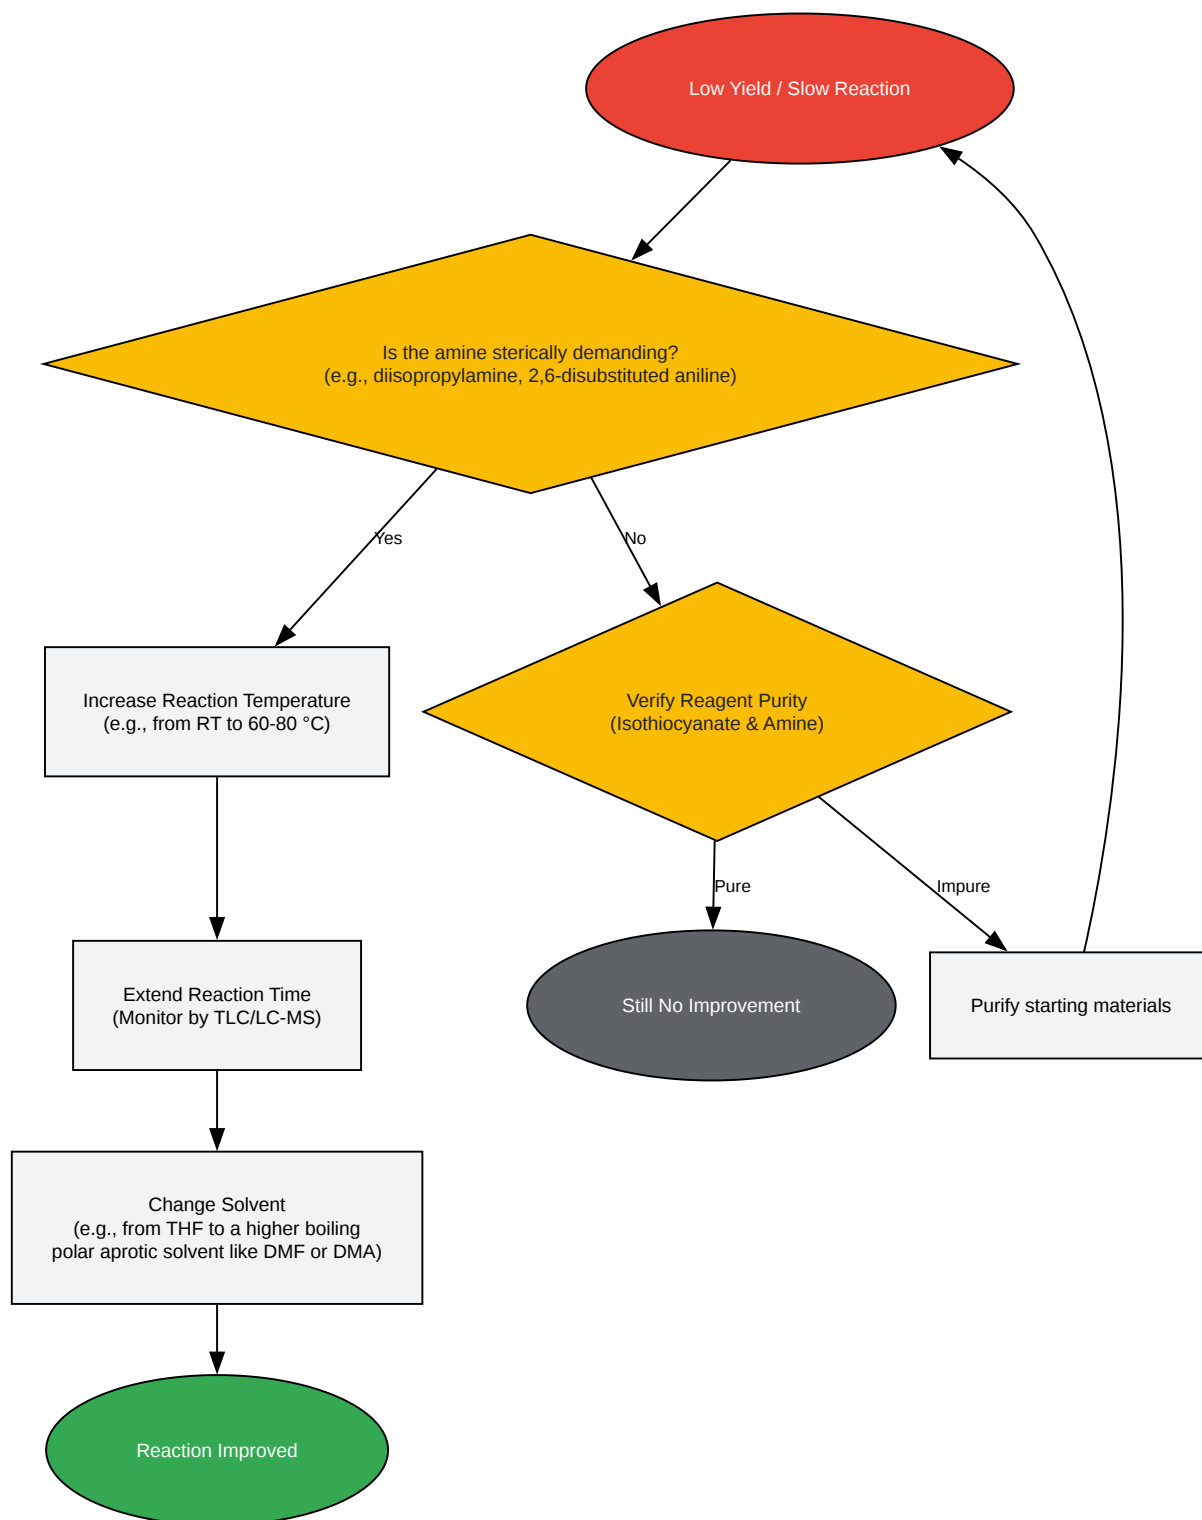 Low Yield / Slow Reaction
Is the amine sterically demanding?
(e.g., diisopropylamine, 2,6-disubstituted aniline)
Yes
No
Increase Reaction Temperature
(e.g., from RT to 60-80 °C)
Verify Reagent Purity
(Isothiocyanate & Amine)
Pure
Impure
Extend Reaction Time
(Monitor by TLC/LC-MS)
Still No Improvement
Purify starting materials
Change Solvent
(e.g., from THF to a higher boiling
polar aprotic solvent like DMF or DMA)
Reaction Improved